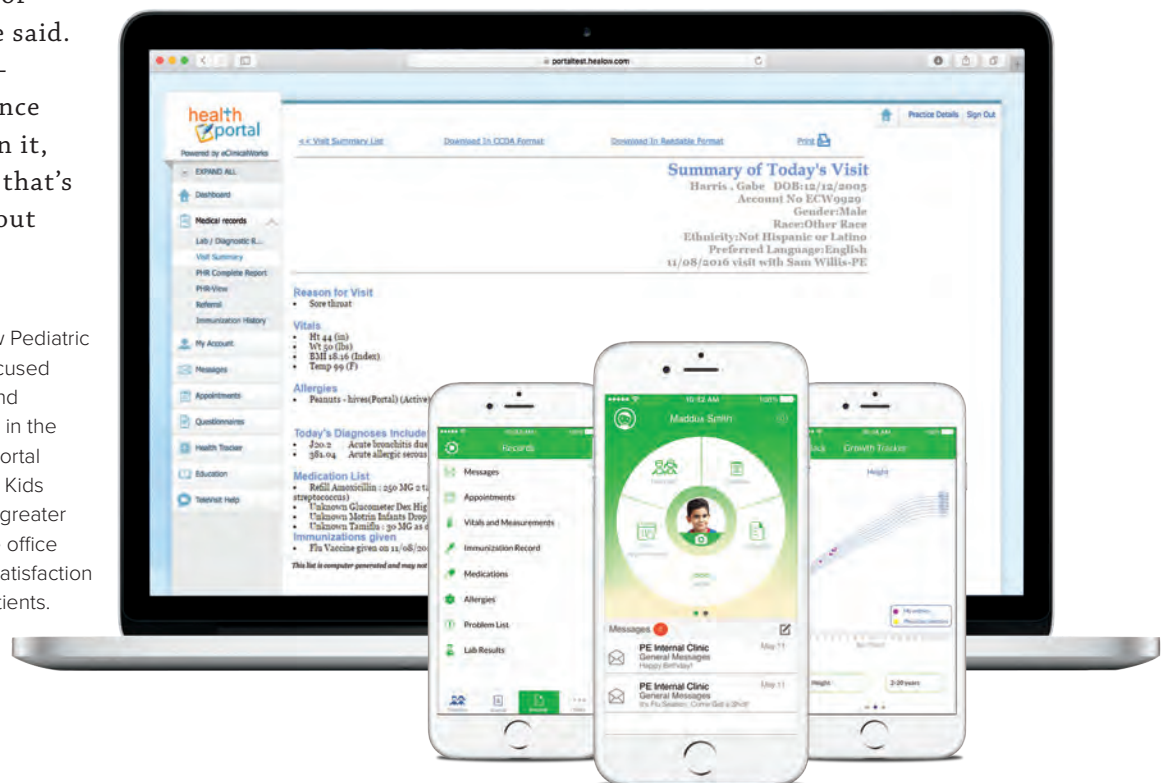 e said.
nce
n it,
that's
out
w Pediatric
cused
nd
in the
ortal
Kids
greater
office
atisfaction
tients.
portaltest.healow.com
health
portal
Powered by eClinicalWorks
EXPAND ALL
Dashboard
Medical records
Lab / Diagnostic R...
Visit Summary
PHR Complete Report
PHR-View
Referral
Immunization History
My Account
Messages
Appointments
Questionnaires
Health Tracker
Education
TeleVisit Help
Practice Details Sign Out
<< Visit Summary List Download In CCDA Format Download In Readable Format Print
Summary of Today's Visit
Harris , Gabe DOB:12/12/2005
Account No ECW9929
Gender:Male
Race:Other Race
Ethnicity:Not Hispanic or Latino
Preferred Language:English
11/08/2016 visit with Sam Willis-PE
Reason for Visit
• Sore throat
Vitals
• Ht 44 (in)
• Wt 50 (lbs)
• BMI 18.16 (Index)
• Temp 99 (F)
Allergies
• Peanuts - hives(Portal) (Active)
Today's Diagnoses Include
• J20.2 Acute bronchitis due
• 381.04 Acute allergic serous
Medication List
• Refill Amoxicillin : 250 MG 2 ta
streptococcus)
• Unknown Glucometer Dex Hig
• Unknown Motrin Infants Drop
• Unknown Tamiflu : 30 MG as d
Immunizations given
• Flu Vaccine given on 11/08/20
This list is computer generated and may not
Records
Messages
Appointments
Vitals and Measurements
Immunization Record
Medications
Allergies
Problem List
Lab Results
10:52 AM 100%
Maddux Smith
Messages
PE Internal Clinic May 11
General Messages
Happy Birthday!
PE Internal Clinic May 11
General Messages
It's Flu Season, Come Get a Shot!
Growth Tracker
Height
Height 2-20 years